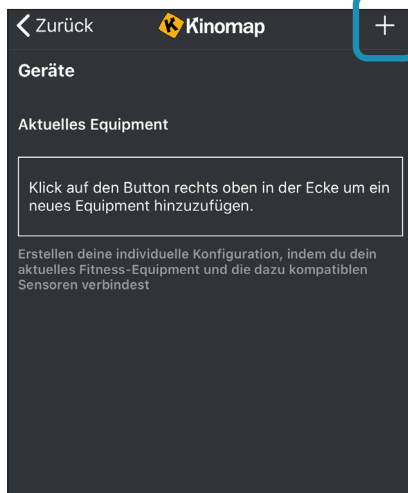 Zurück
Kinomap
+
Geräte
Aktuelles Equipment
Klick auf den Button rechts oben in der Ecke um ein
neues Equipment hinzuzufügen.
Erstellen deine individuelle Konfiguration, indem du dein
aktuelles Fitness-Equipment und die dazu kompatiblen
Sensoren verbindest